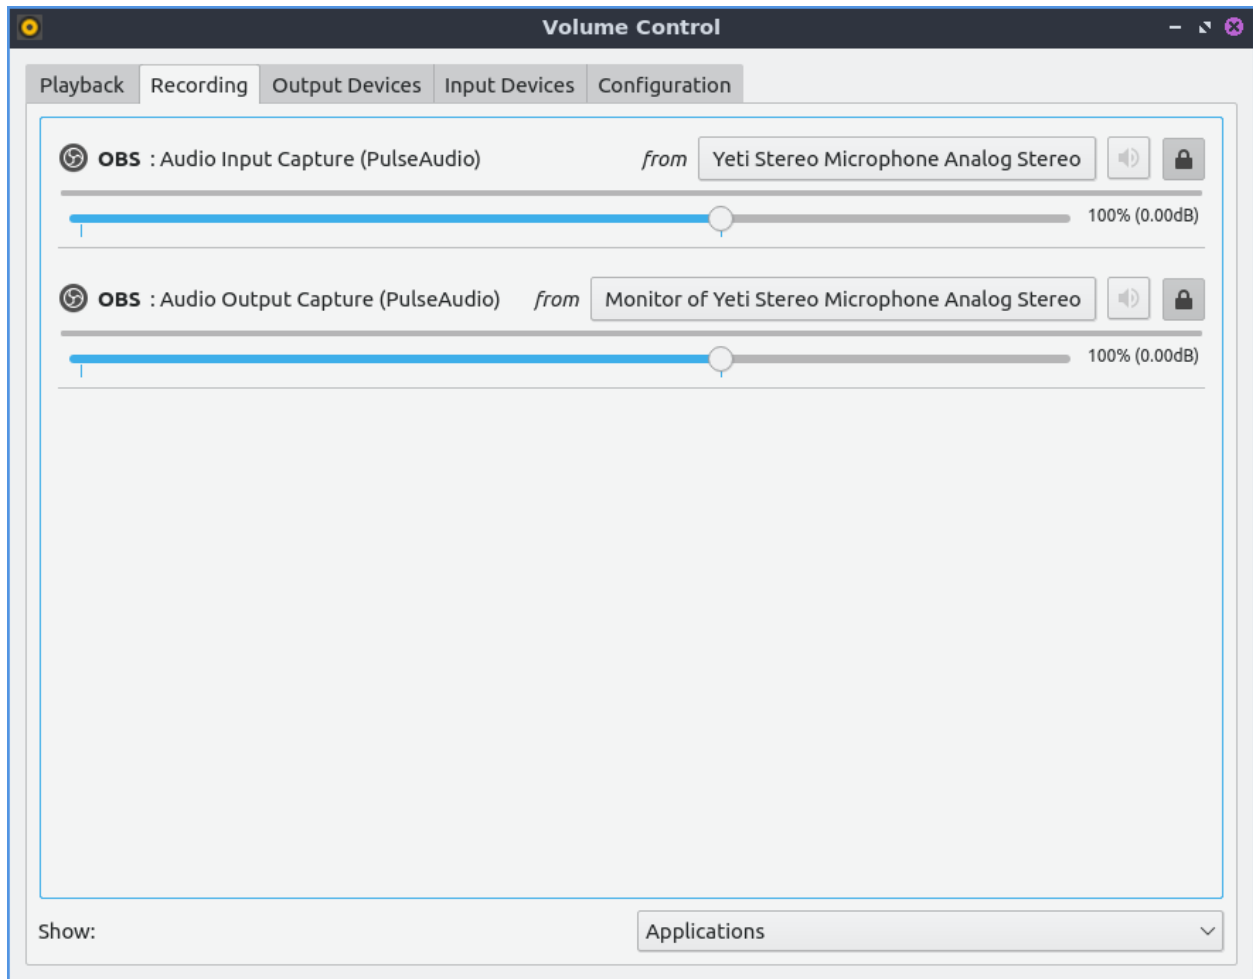 Volume Control
Playback Recording Output Devices Input Devices Configuration
OBS : Audio Input Capture (PulseAudio) from Yeti Stereo Microphone Analog Stereo
100% (0.00dB)
OBS : Audio Output Capture (PulseAudio) from Monitor of Yeti Stereo Microphone Analog Stereo
100% (0.00dB)
Show: Applications